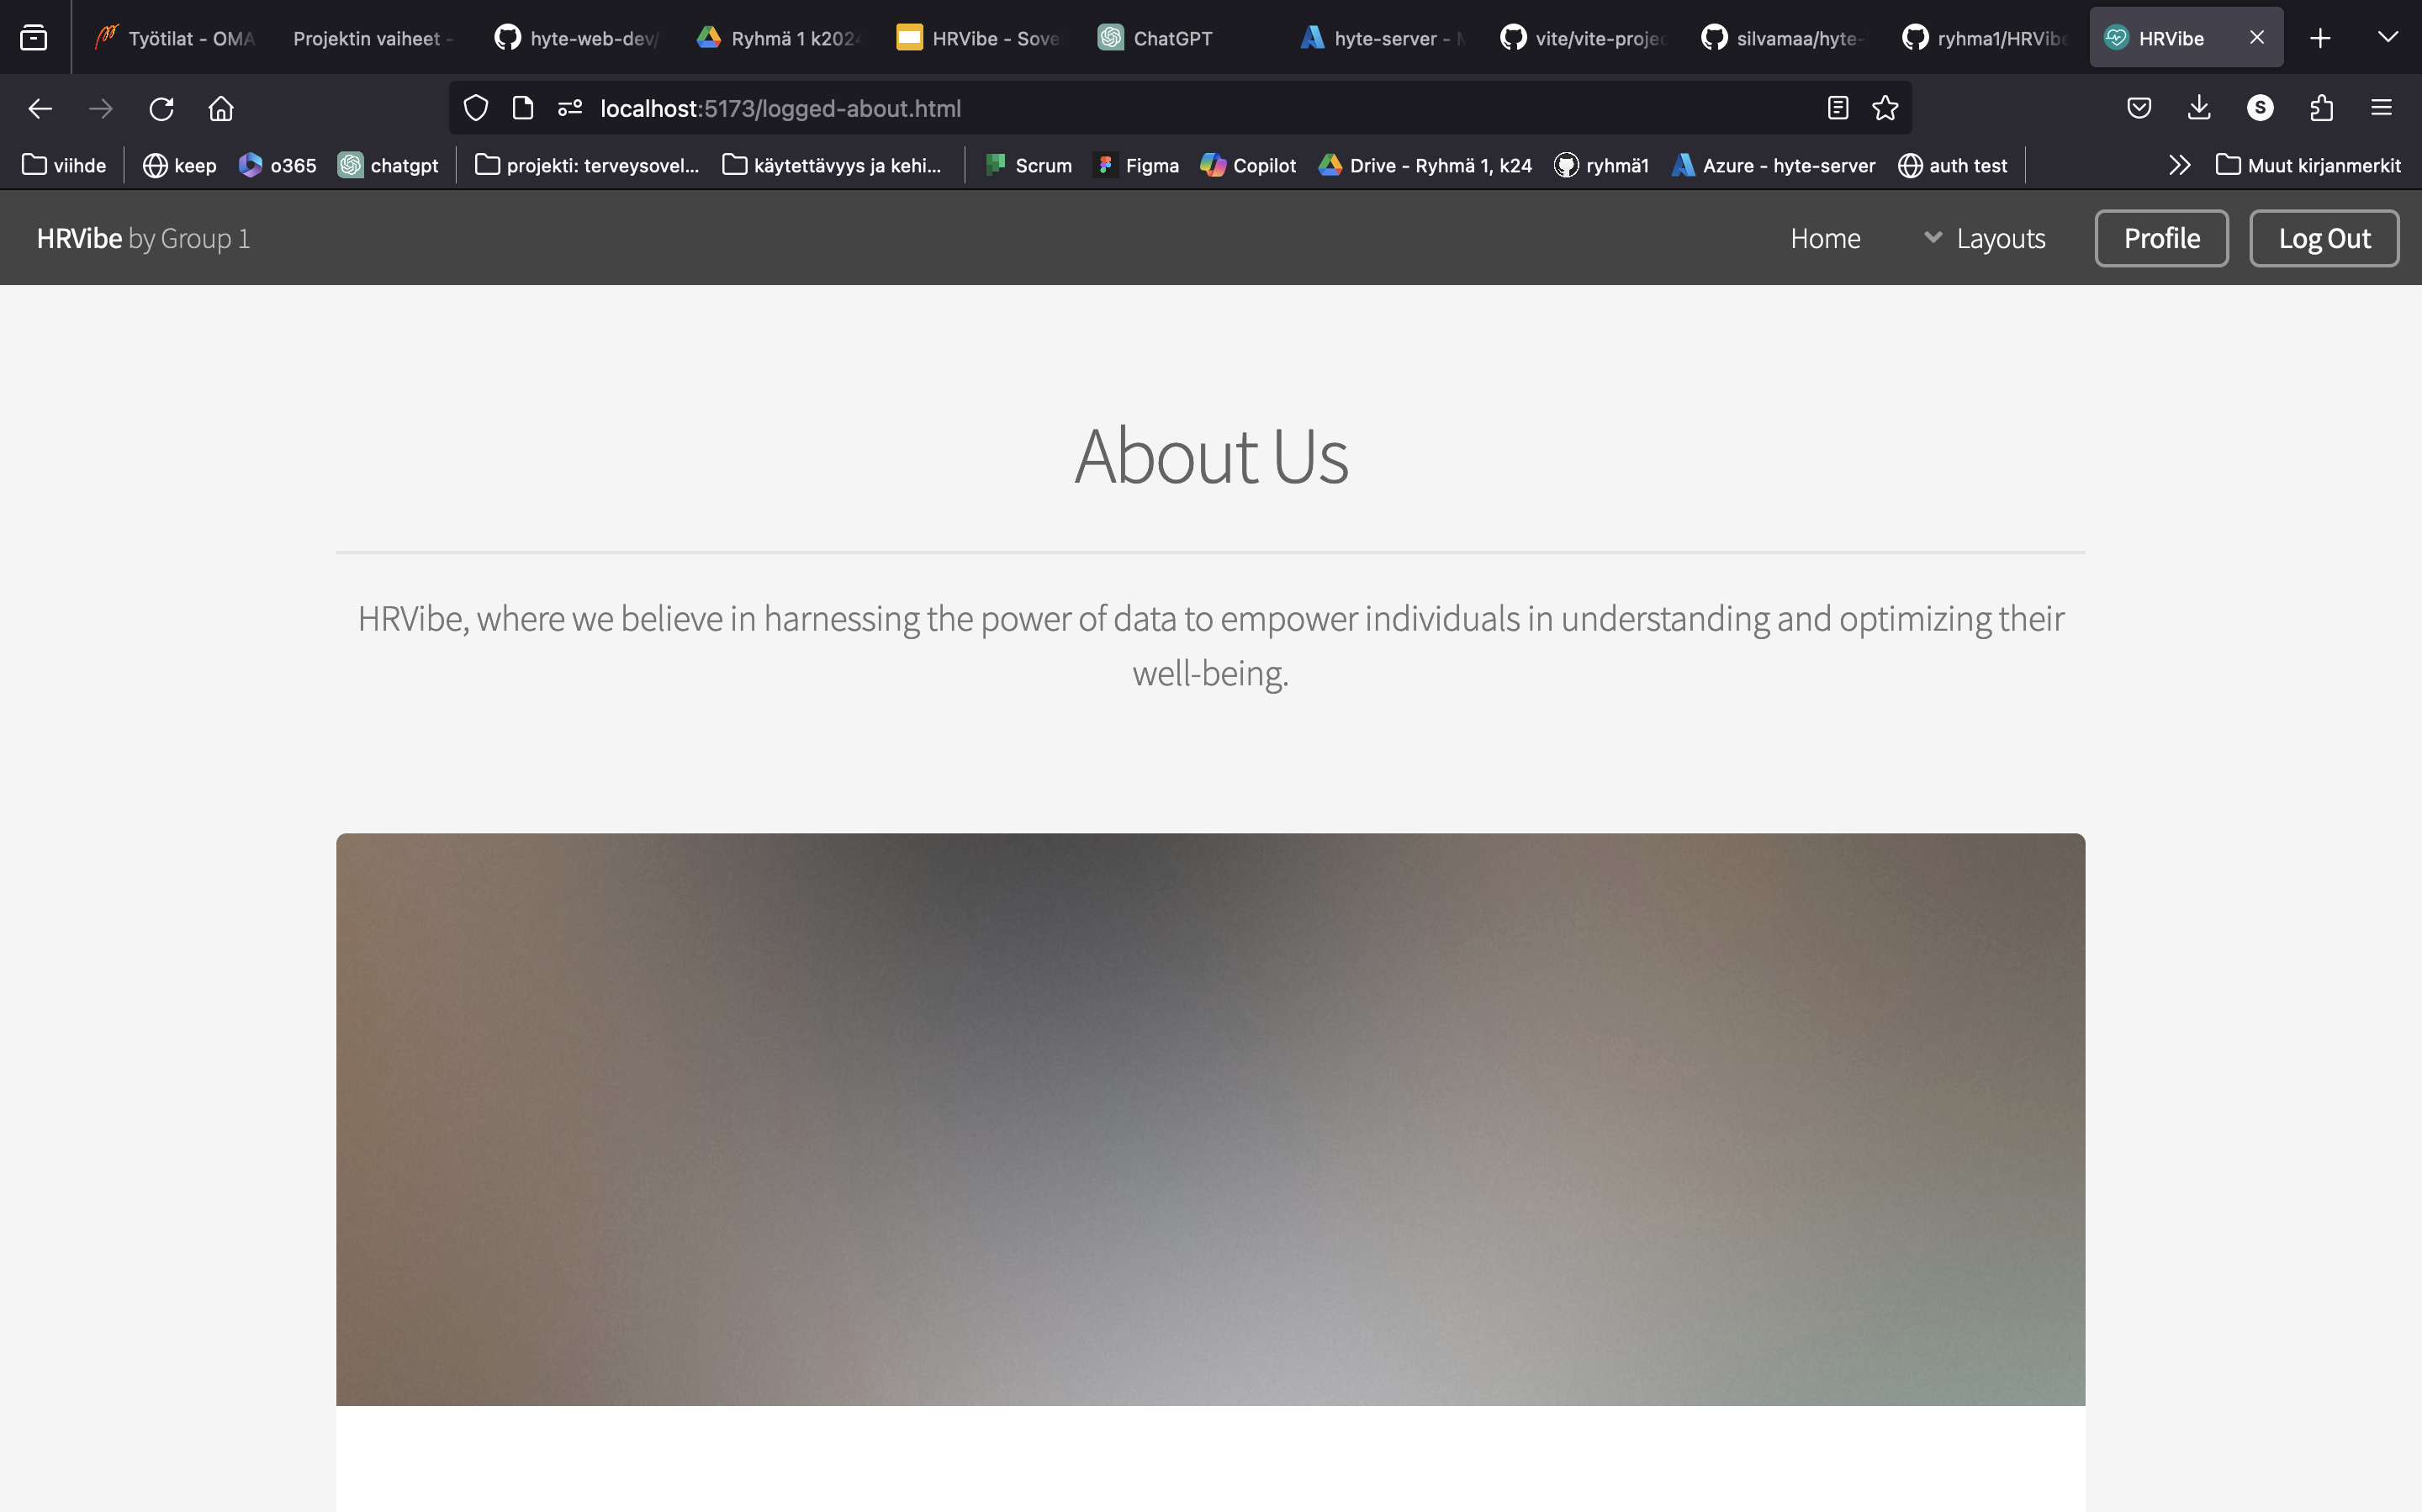 Työtilat - OMA
Projektin vaiheet -
hyte-web-dev/
Ryhmä 1 k2024
HRVibe - Sove
ChatGPT
hyte-server -
vite/vite-projec
silvamaa/hyte-
ryhma1/HRVibe
HRVibe
localhost:5173/logged-about.html
S
viihde
keep
o365
chatgpt
projekti: terveysovel...
käytettävyys ja kehi...
Scrum
Figma
Copilot
Drive - Ryhmä 1, k24
ryhmä1
Azure - hyte-server
auth test
Muut kirjanmerkit
HRVibe by Group 1
Home
Layouts
Profile
Log Out
About Us
HRVibe, where we believe in harnessing the power of data to empower individuals in understanding and optimizing their
well-being.